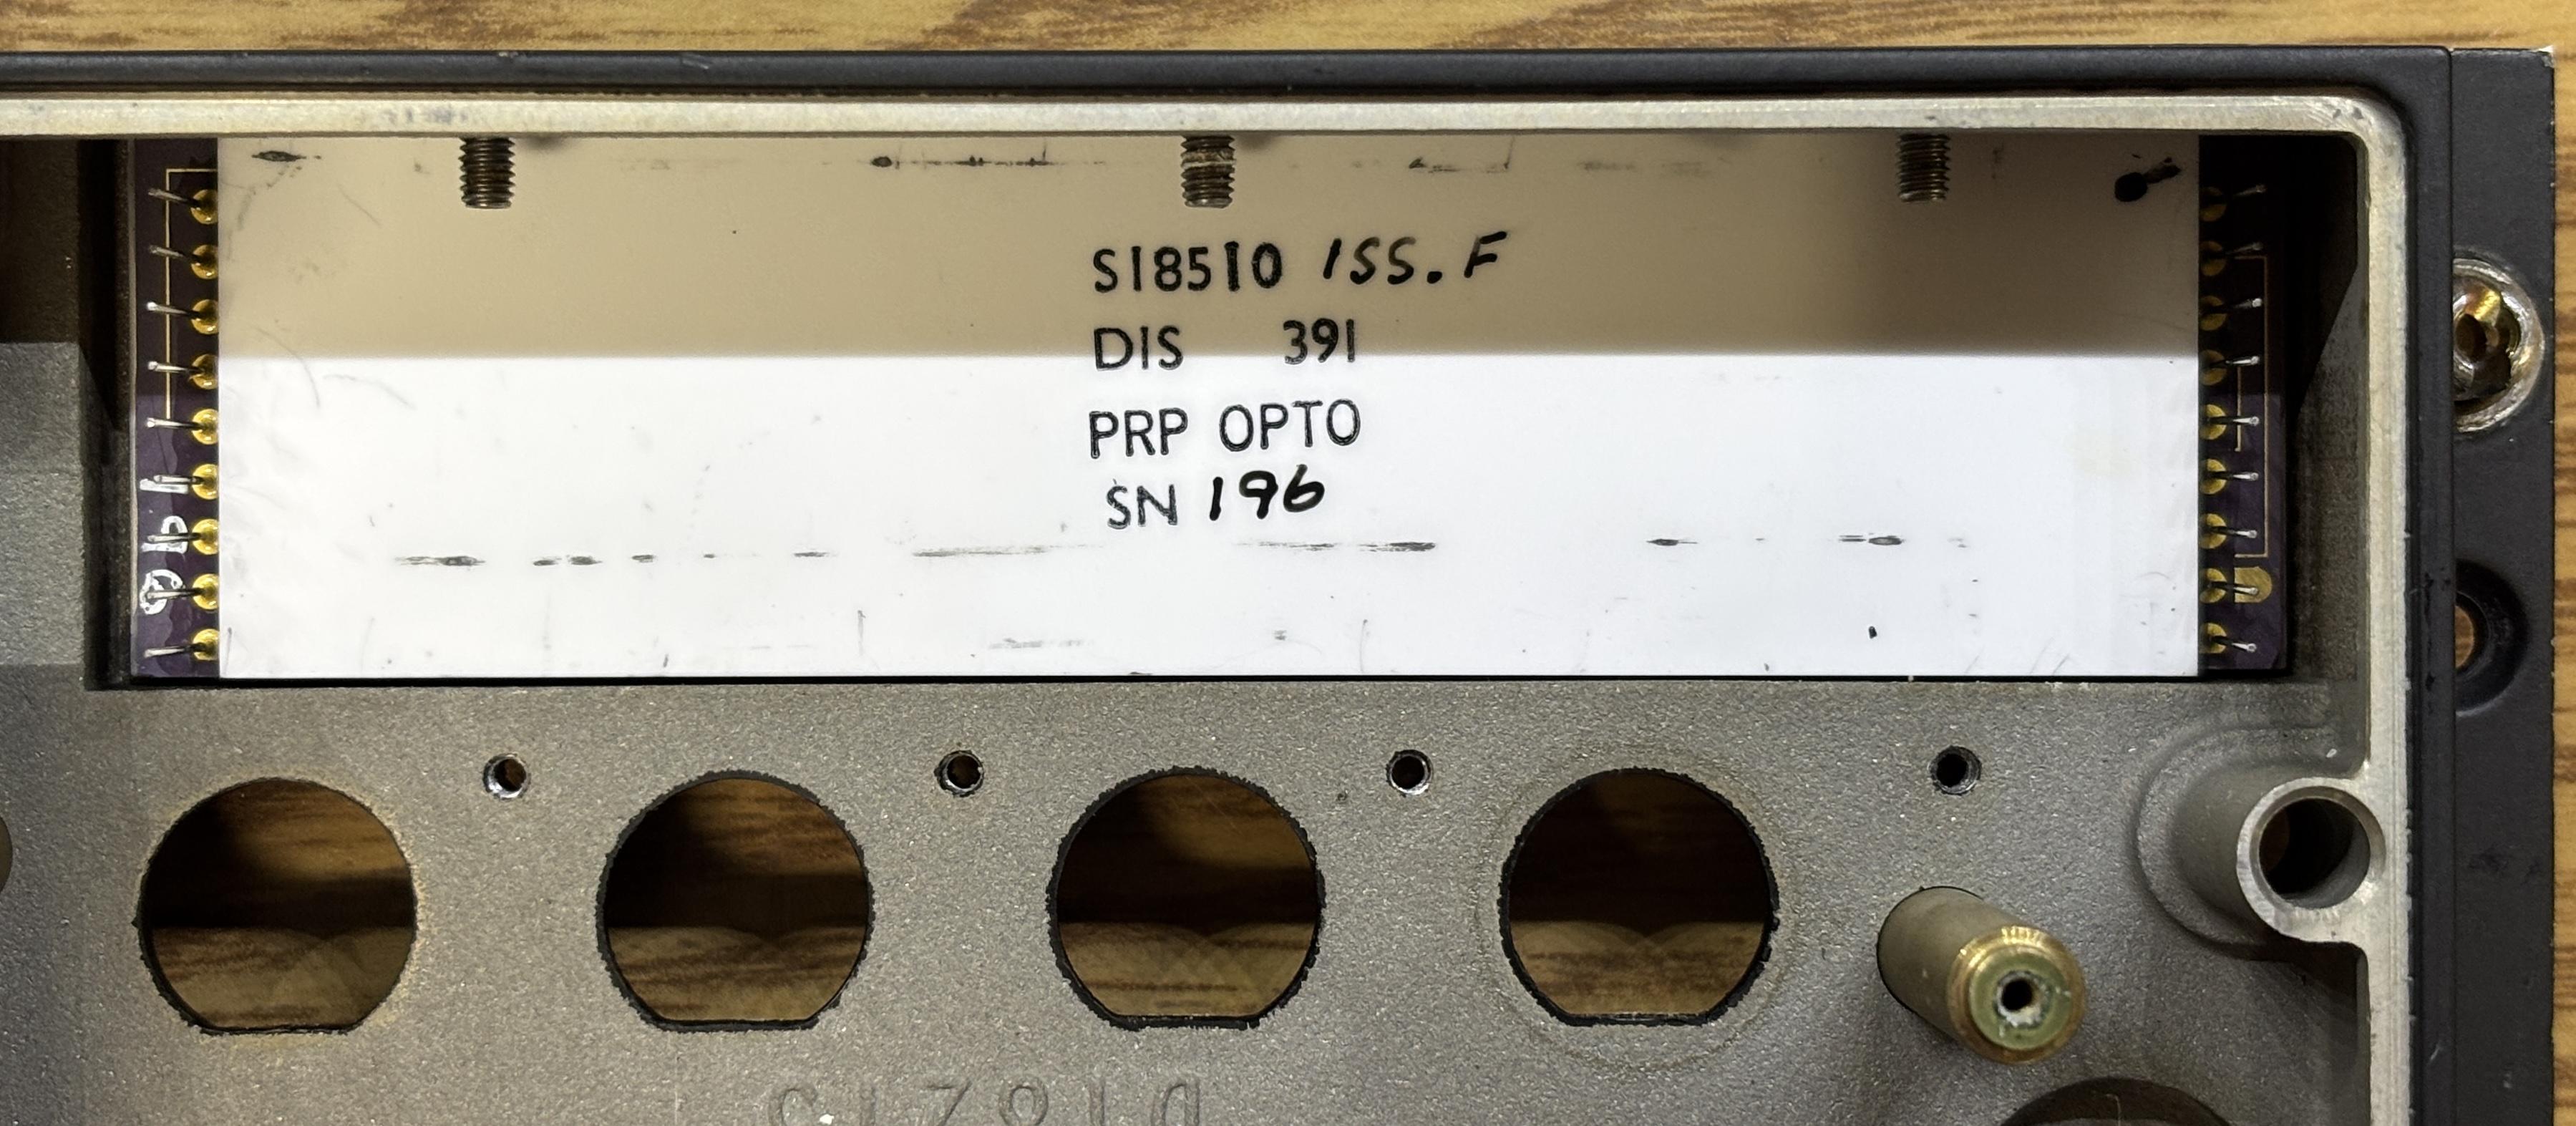 S18510 ISS. F
DIS 391
PRP OPTO
SN 196